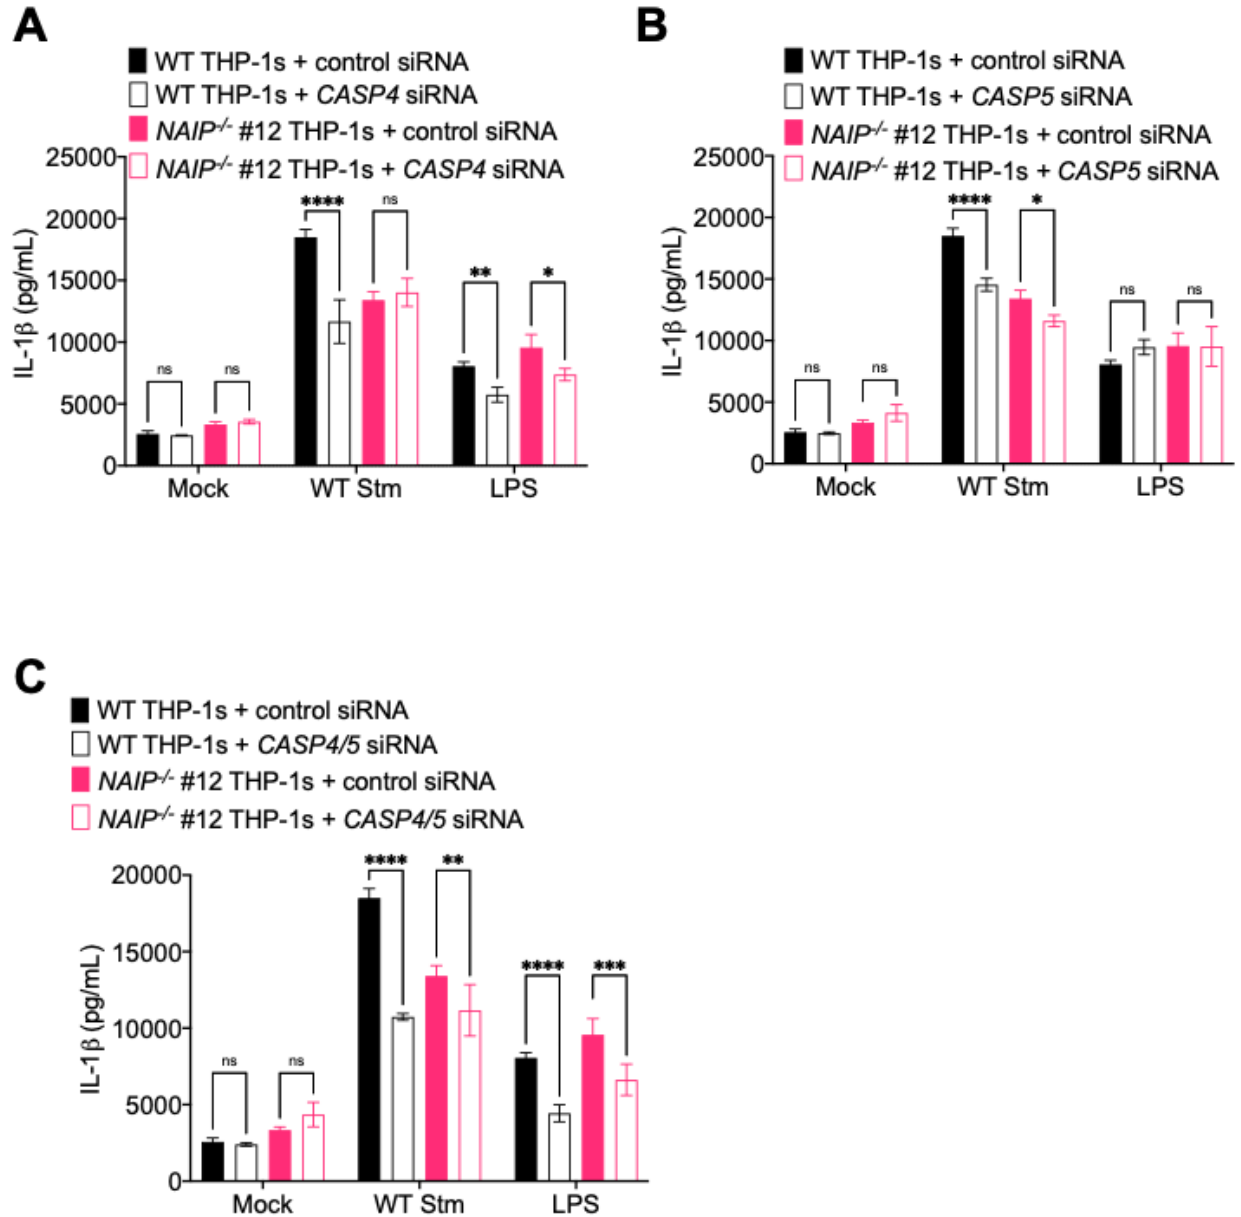 A
WT THP-1s + control siRNA
WT THP-1s + CASP4 siRNA
NAIP-/- #12 THP-1s + control siRNA
NAIP-/- #12 THP-1s + CASP4 siRNA
IL-1β (pg/mL)
25000
20000
15000
10000
5000
0
ns
ns
****
ns
**
*
Mock
WT Stm
LPS
B
WT THP-1s + control siRNA
WT THP-1s + CASP5 siRNA
NAIP-/- #12 THP-1s + control siRNA
NAIP-/- #12 THP-1s + CASP5 siRNA
IL-1β (pg/mL)
25000
20000
15000
10000
5000
0
ns
ns
****
*
ns
ns
Mock
WT Stm
LPS
C
WT THP-1s + control siRNA
WT THP-1s + CASP4/5 siRNA
NAIP-/- #12 THP-1s + control siRNA
NAIP-/- #12 THP-1s + CASP4/5 siRNA
IL-1β (pg/mL)
20000
15000
10000
5000
0
ns
ns
****
**
****
***
Mock
WT Stm
LPS